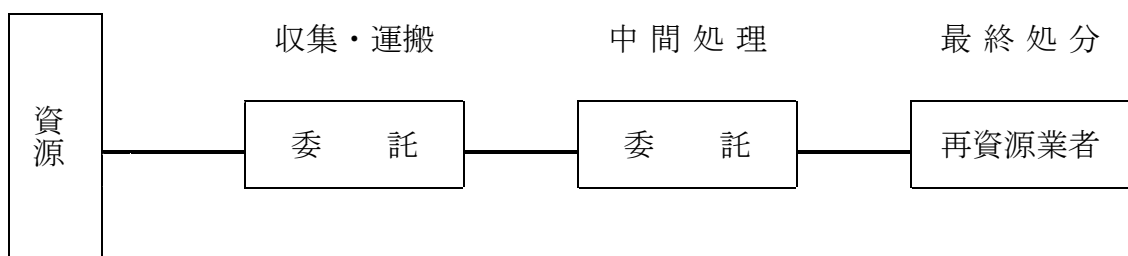 収集・運搬 中間処理 最終処分
資源
委託 委託 再資源業者